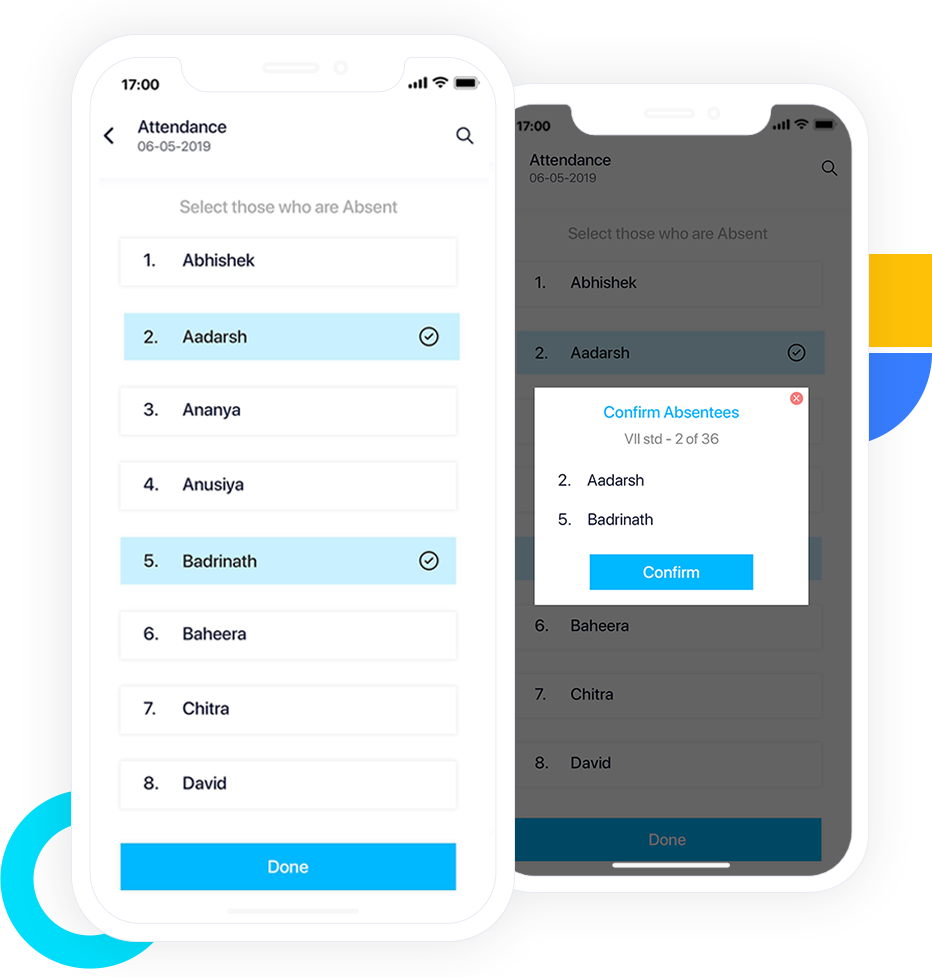 17:00
Attendance
06-05-2019
Select those who are Absent
1. Abhishek
2. Aadarsh
3. Ananya
4. Anusiya
5. Badrinath
6. Baheera
7. Chitra
8. David
Done
17:00
Attendance
06-05-2019
Select those who are Absent
1. Abhishek
2. Aadarsh
Confirm Absentees
VII std - 2 of 36
2. Aadarsh
5. Badrinath
Confirm
6. Baheera
7. Chitra
8. David
Done